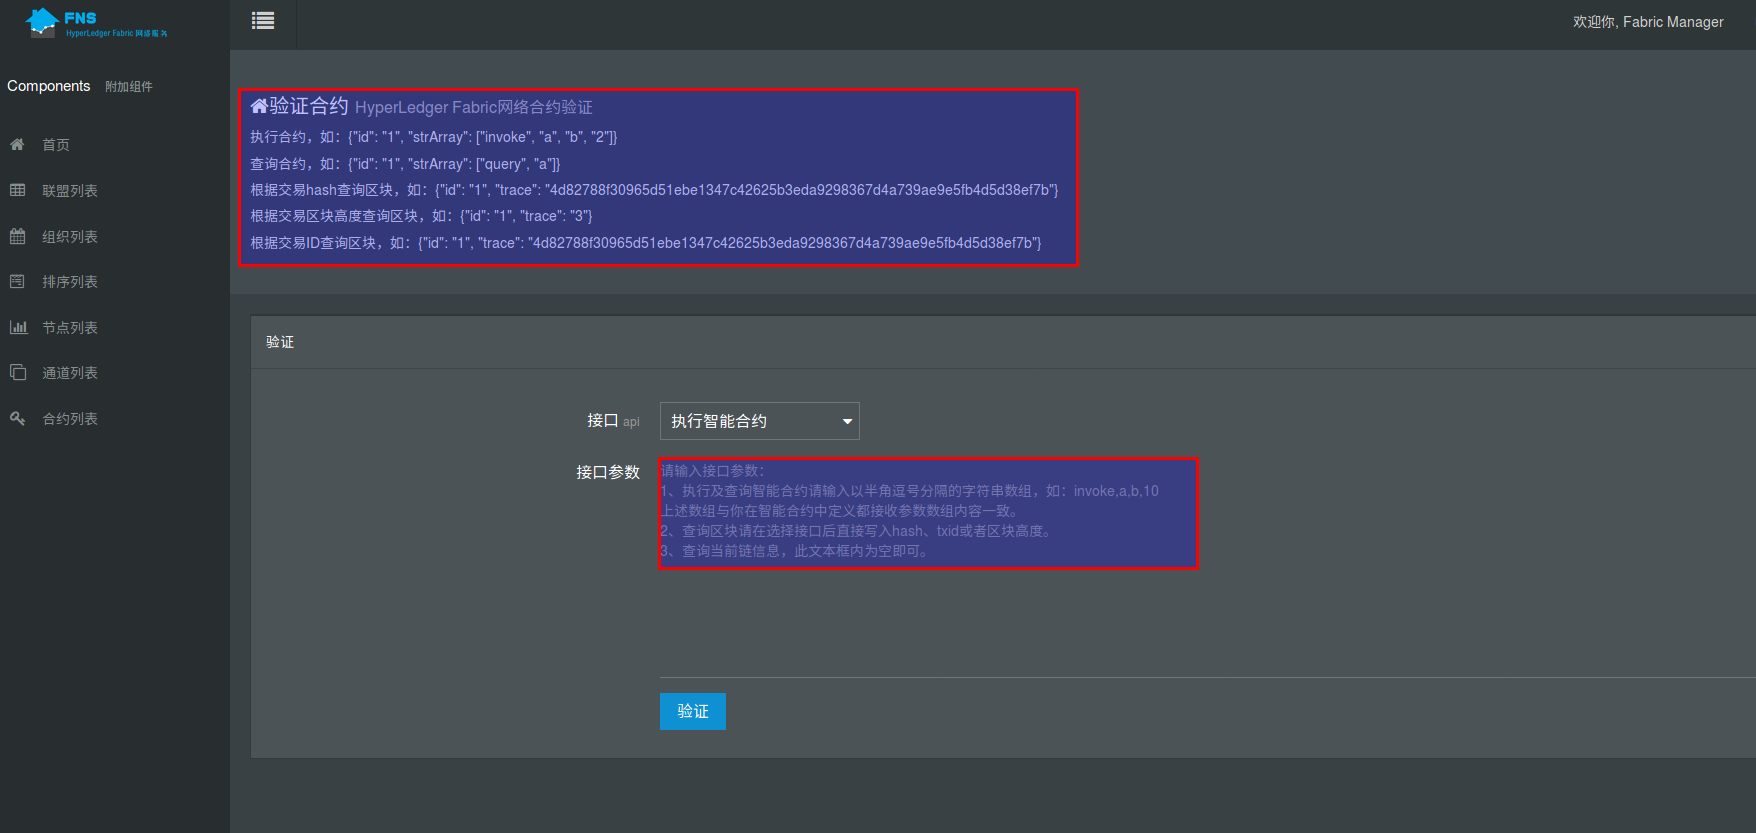 FNS
HyperLedger Fabric 网络服务
欢迎你, Fabric Manager
Components 附加组件
首页
联盟列表
组织列表
排序列表
节点列表
通道列表
合约列表
验证合约 HyperLedger Fabric网络合约验证
执行合约，如：{"id": "1", "strArray": ["invoke", "a", "b", "2"]}
查询合约，如：{"id": "1", "strArray": ["query", "a"]}
根据交易hash查询区块，如：{"id": "1", "trace": "4d82788f30965d51ebe1347c42625b3eda9298367d4a739ae9e5fb4d5d38ef7b"}
根据交易区块高度查询区块，如：{"id": "1", "trace": "3"}
根据交易ID查询区块，如：{"id": "1", "trace": "4d82788f30965d51ebe1347c42625b3eda9298367d4a739ae9e5fb4d5d38ef7b"}
验证
接口 api
执行智能合约
接口参数
请输入接口参数：
1、执行及查询智能合约请输入以半角逗号分隔的字符串数组，如：invoke,a,b,10
上述数组与你在智能合约中定义都接收参数数组内容一致。
2、查询区块请在选择接口后直接写入hash、txid或者区块高度。
3、查询当前链信息，此文本框内为空即可。
验证